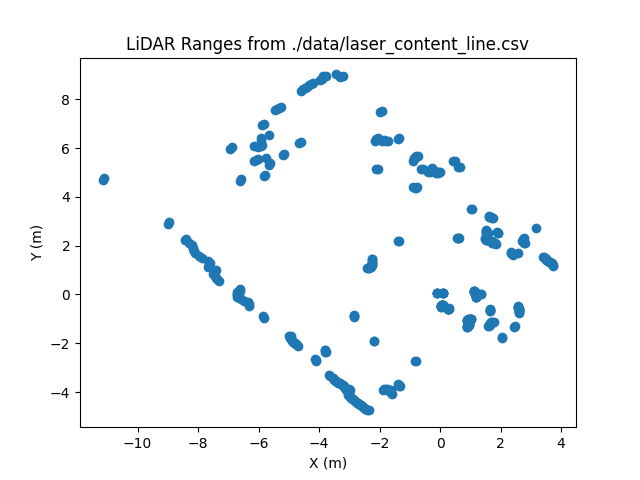 LiDAR Ranges from ./data/laser_content_line.csv
8
6
4
2
0
−2
−4
Y (m)
−10 −8 −6 −4 −2 0 2 4
X (m)